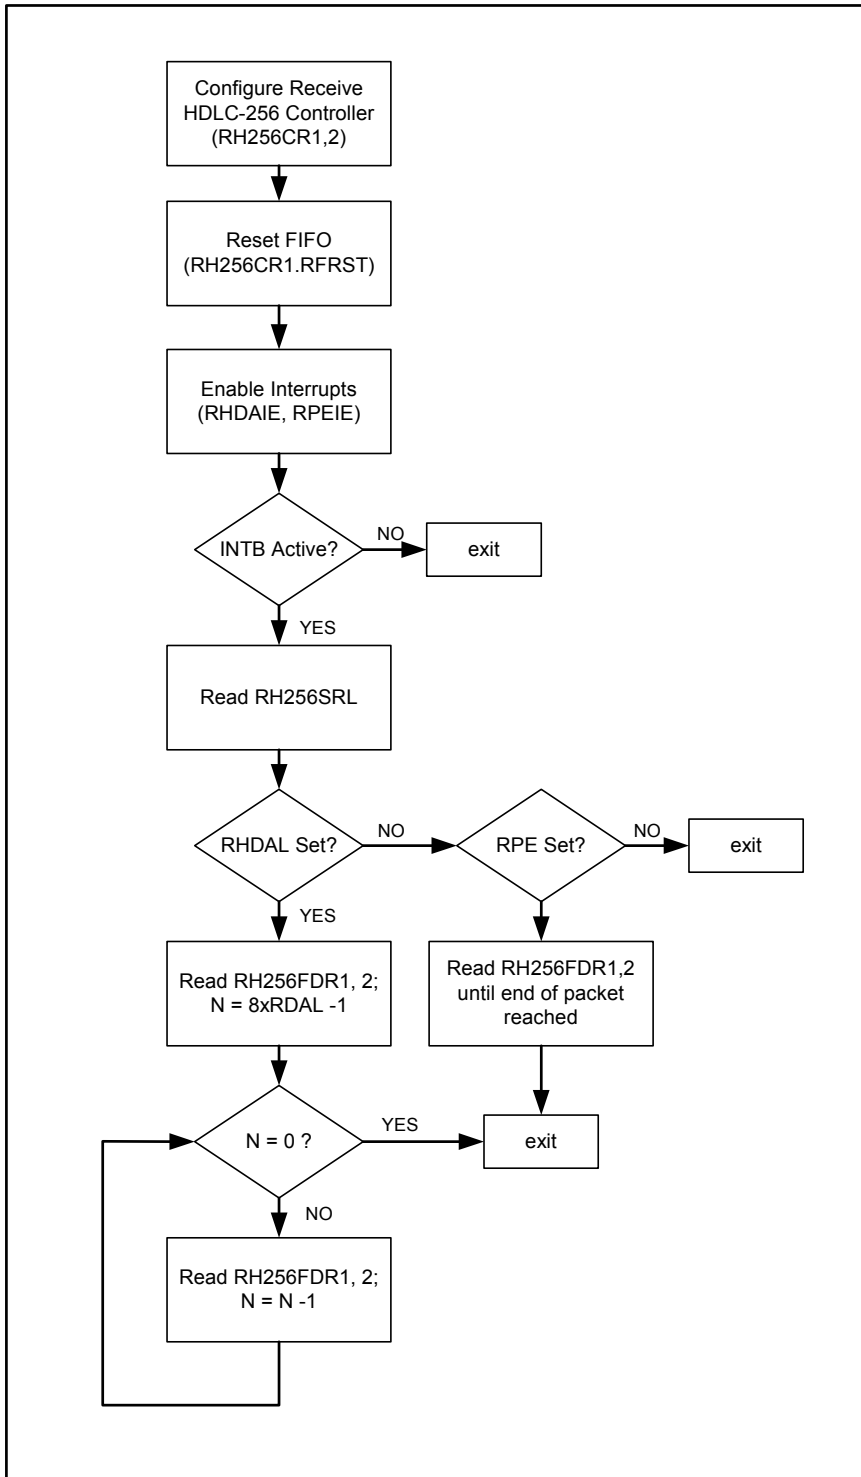 Configure Receive
HDLC-256 Controller
(RH256CR1,2)
Reset FIFO
(RH256CR1.RFRST)
Enable Interrupts
(RHDAIE, RPEIE)
INTB Active?
NO
exit
YES
Read RH256SRL
RHDAL Set?
NO
RPE Set?
NO
exit
YES
Read RH256FDR1, 2;
N = 8xRDAL -1
Read RH256FDR1,2
until end of packet
reached
N = 0 ?
YES
exit
NO
Read RH256FDR1, 2;
N = N -1